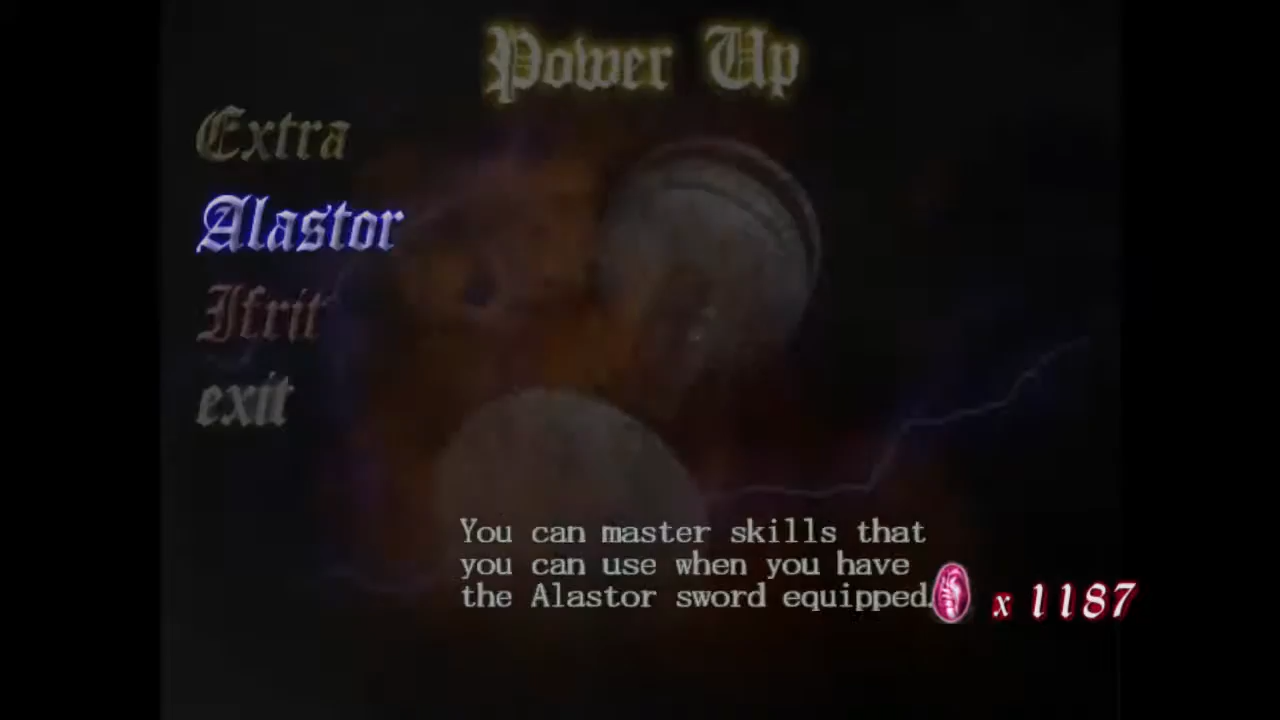 Power Up
Extra
Alastor
Ifrit
exit
You can master skills that
you can use when you have
the Alastor sword equipped.
x 1187